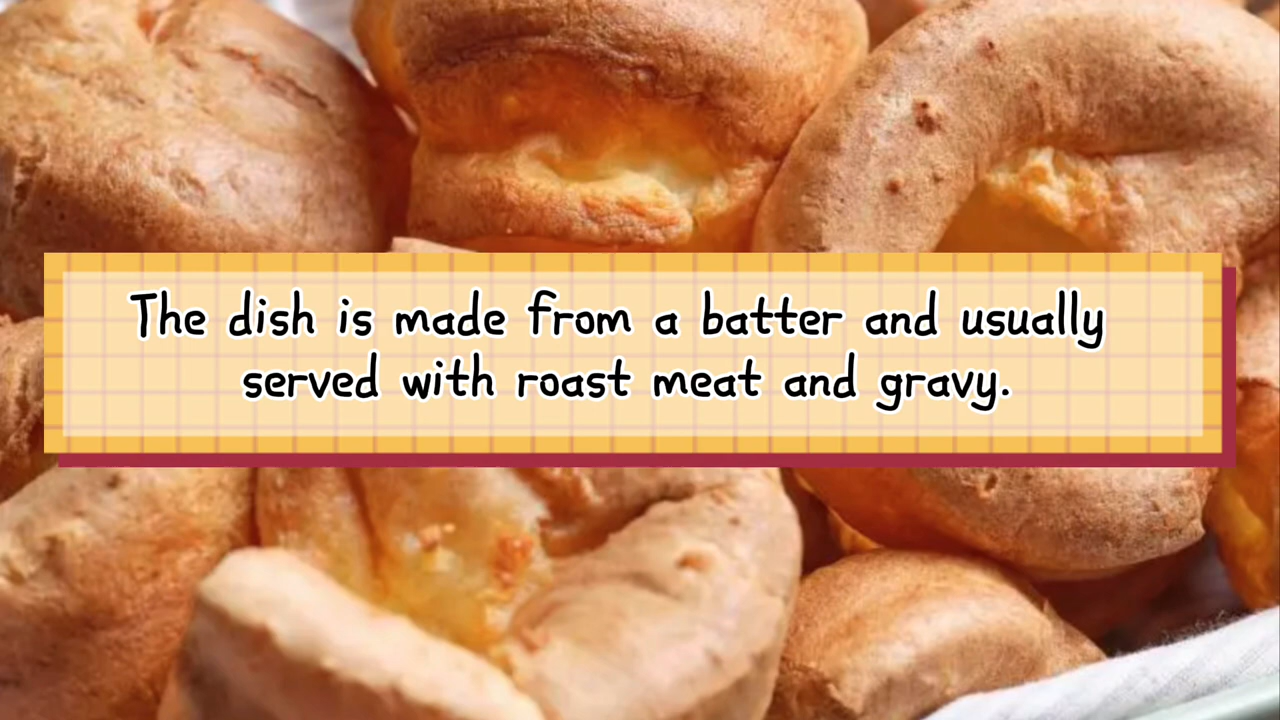 The dish is made from a batter and usually
served with roast meat and gravy.